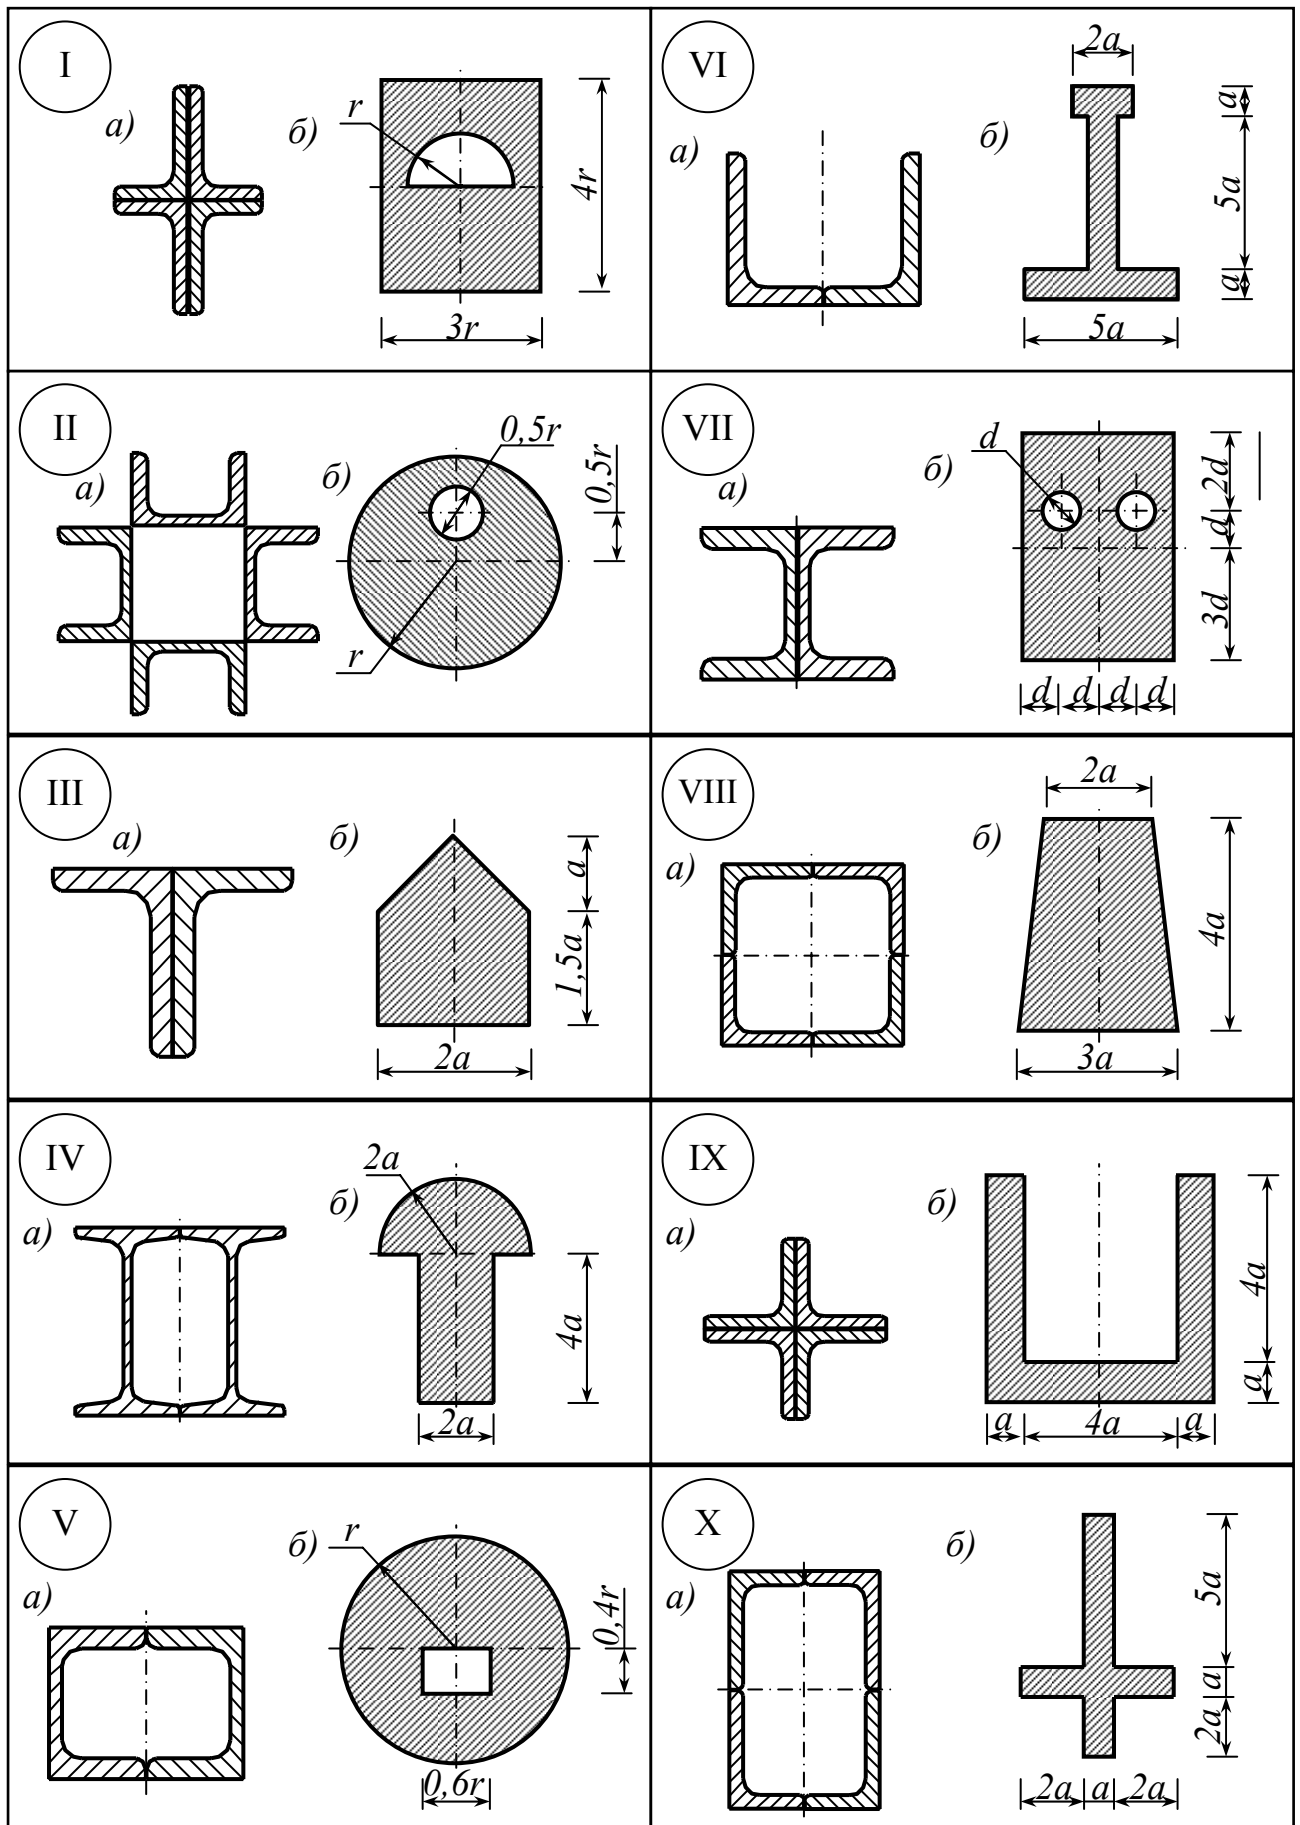 I
а)
б)
r
4r
3r
VI
а)
б)
2a
a
5a
a
5a
II
а)
б)
0,5r
0,5r
r
VII
а)
б)
d
2d
d
3d
d d d d
III
а)
б)
a
1,5a
2a
VIII
а)
б)
2a
4a
3a
IV
а)
б)
2a
4a
2a
IX
а)
б)
4a
a
a 4a a
V
а)
б)
r
0,4r
0,6r
X
а)
б)
5a
a
2a
2a a 2a